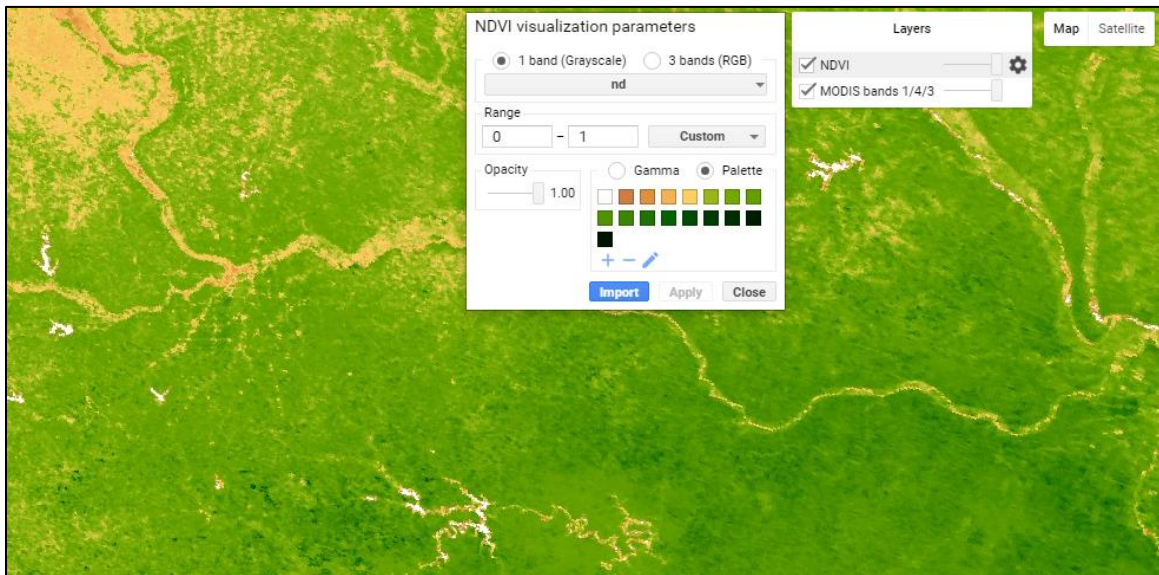 NDVI visualization parameters
1 band (Grayscale) 3 bands (RGB)
nd
Range
0 – 1 Custom
Opacity
1.00
Gamma Palette
Import Apply Close
Layers
NDVI
MODIS bands 1/4/3
Map Satellite